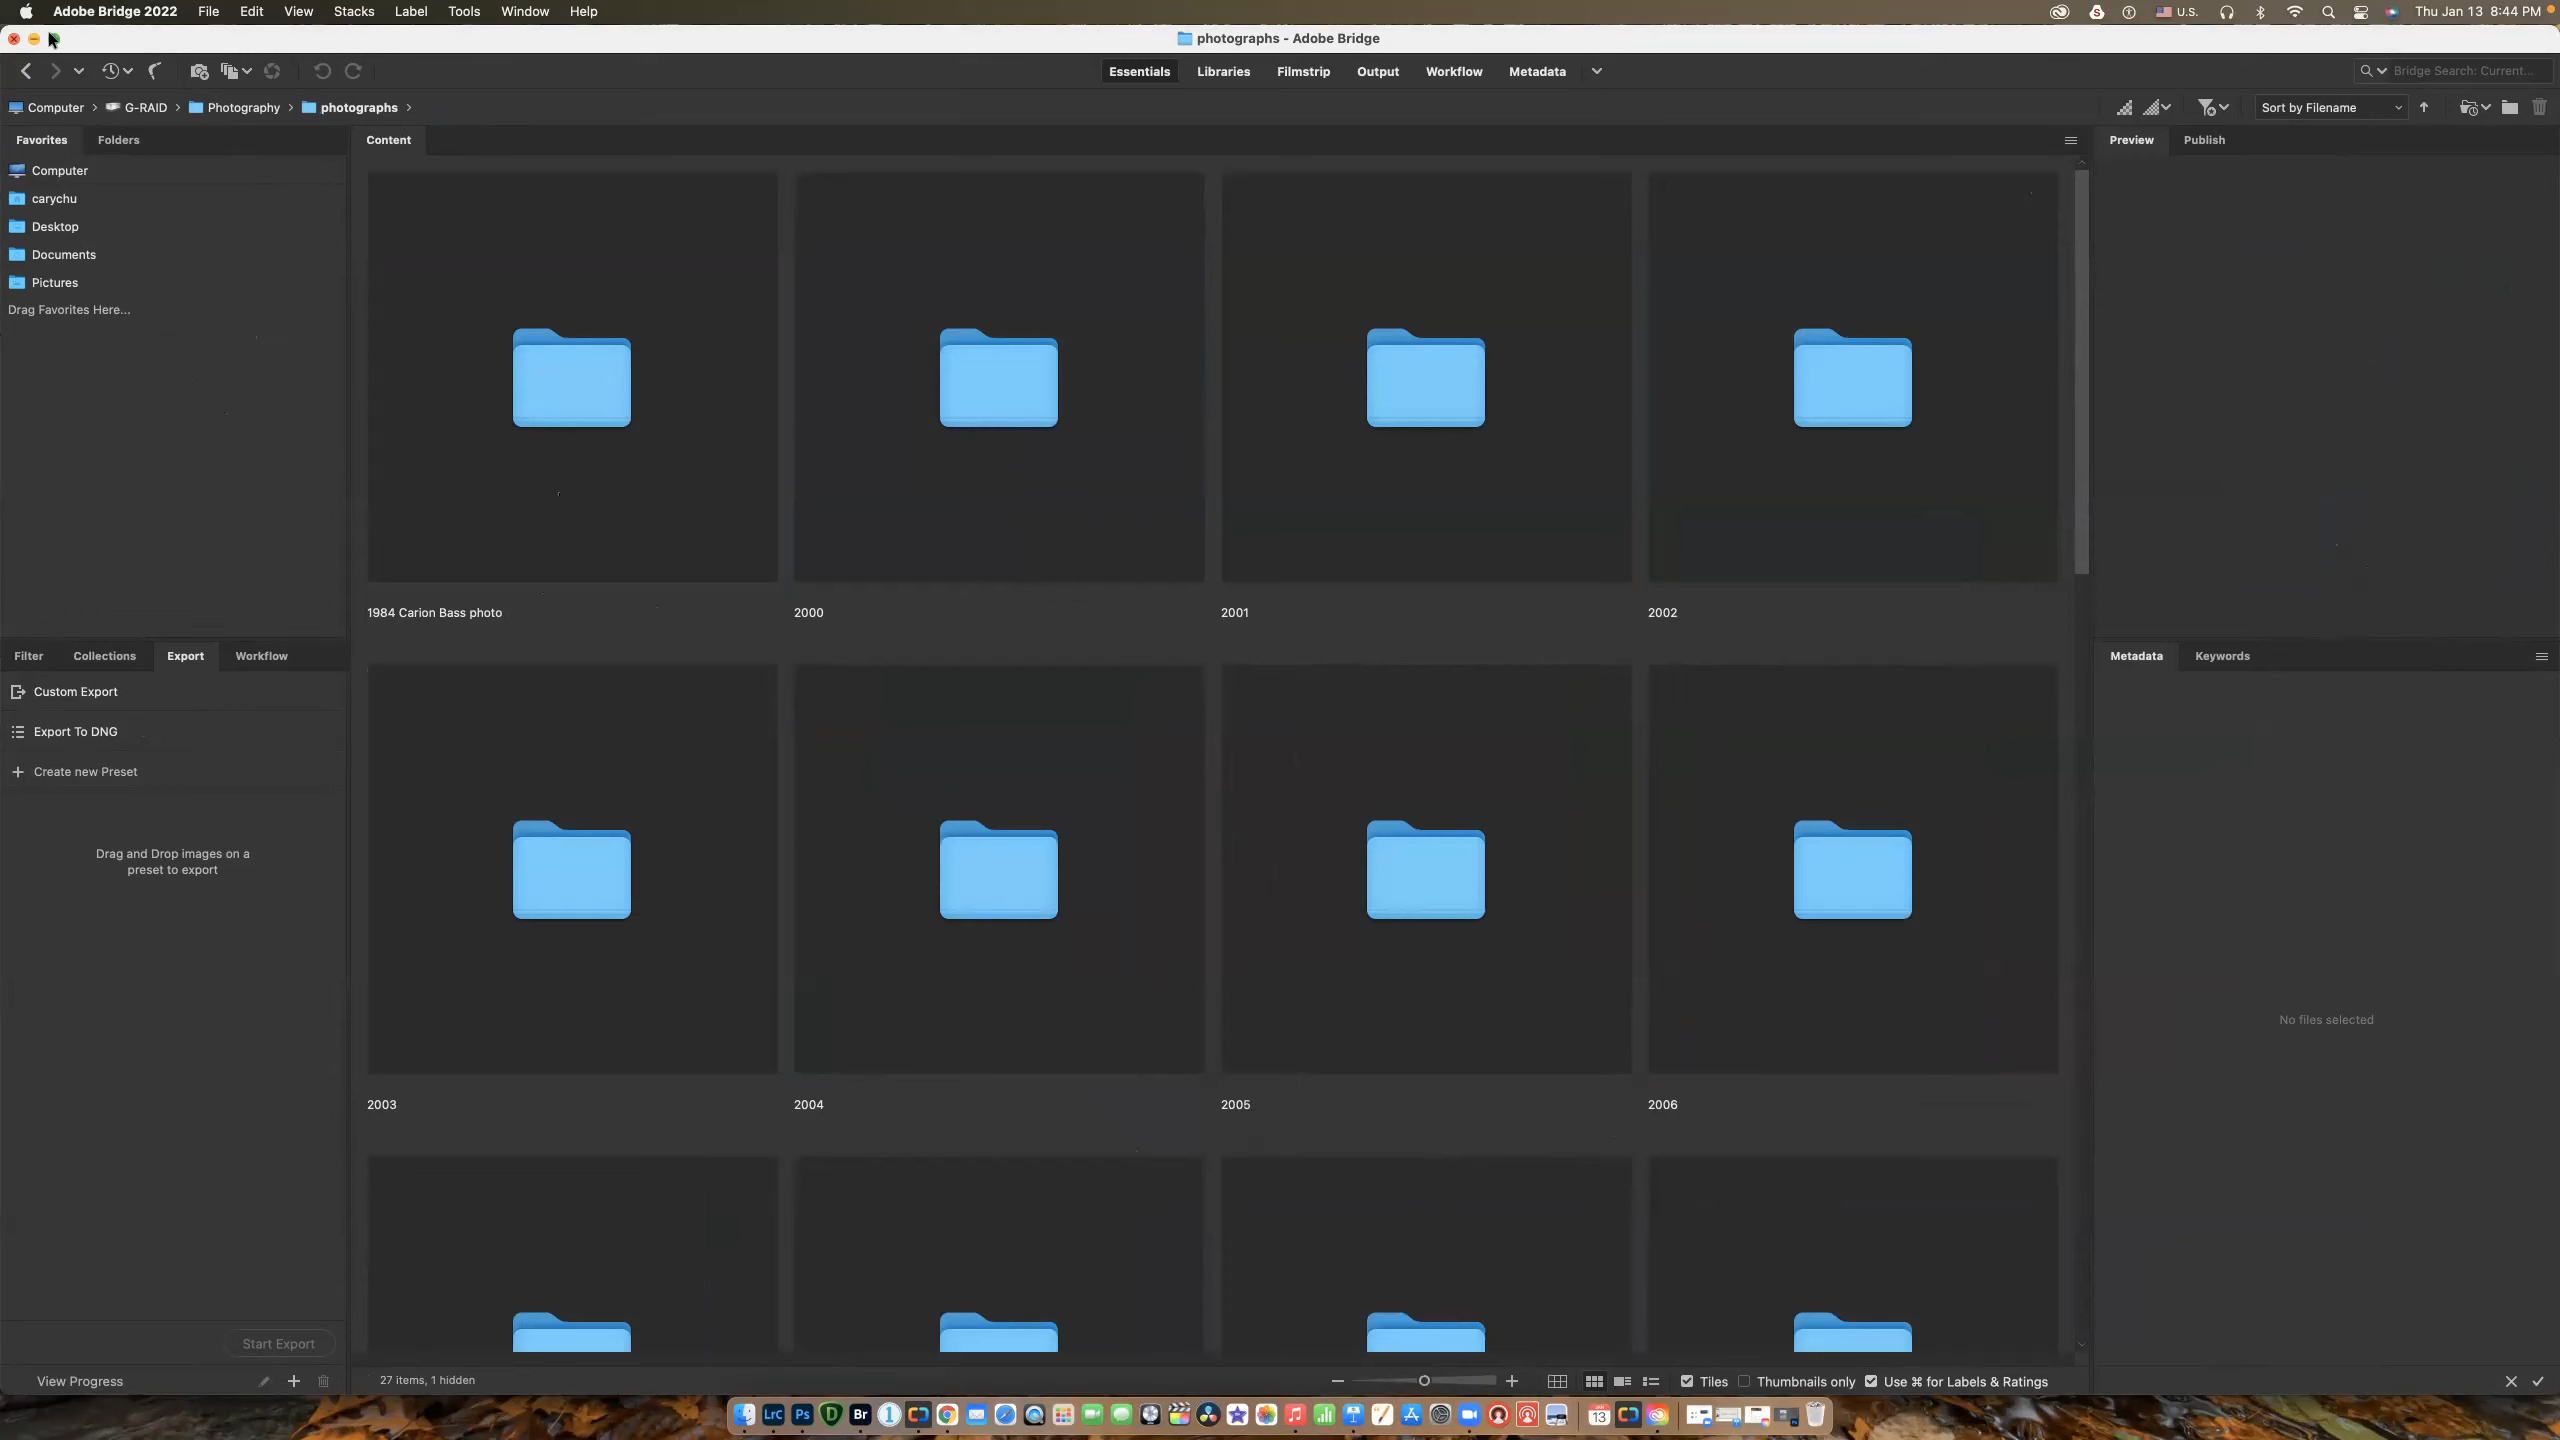 Adobe Bridge 2022 File Edit View Stacks Label Tools Window Help U.S. Thu Jan 13 8:44 PM
photographs - Adobe Bridge
Essentials Libraries Filmstrip Output Workflow Metadata Bridge Search: Current...
Computer G-RAID Photography photographs Sort by Filename
Favorites Folders Content Preview Publish
Computer
carychu
Desktop
Documents
Pictures
Drag Favorites Here...
1984 Carion Bass photo 2000 2001 2002
Filter Collections Export Workflow Metadata Keywords
Custom Export
Export To DNG
Create new Preset
Drag and Drop images on a
preset to export
No files selected
2003 2004 2005 2006
Start Export
View Progress 27 items, 1 hidden Tiles Thumbnails only Use ⌘ for Labels & Ratings
LrC Ps D Br 1 13